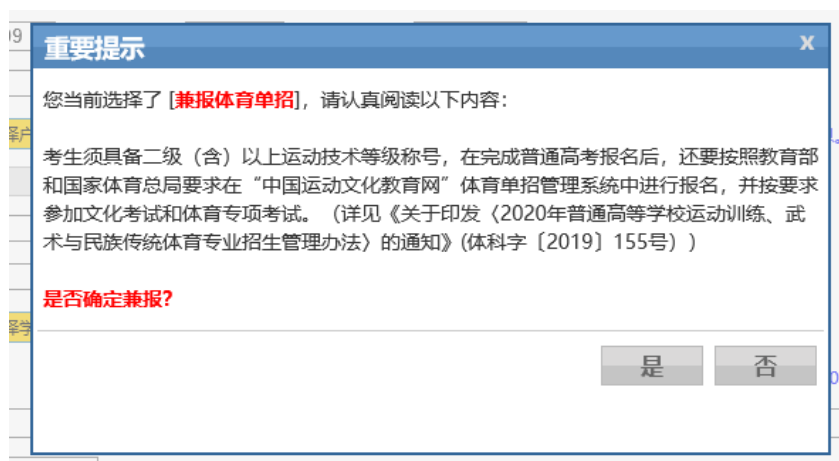 09
重要提示
X
您当前选择了 [兼报体育单招]，请认真阅读以下内容：
考生须具备二级（含）以上运动技术等级称号，在完成普通高考报名后，还要按照教育部
和国家体育总局要求在“中国运动文化教育网”体育单招管理系统中进行报名，并按要求
参加文化考试和体育专项考试。（详见《关于印发〈2020年普通高等学校运动训练、武
术与民族传统体育专业招生管理办法〉的通知》(体科字〔2019〕155号））
是否确定兼报?
是 否